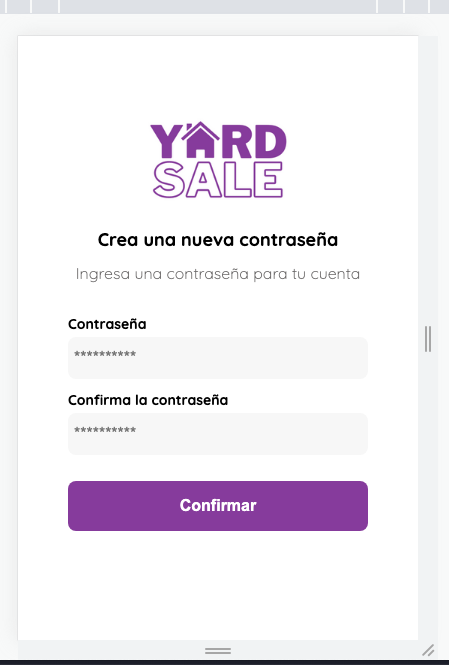 YARD
SALE
Crea una nueva contraseña
Ingresa una contraseña para tu cuenta
Contraseña
**********
Confirma la contraseña
**********
Confirmar